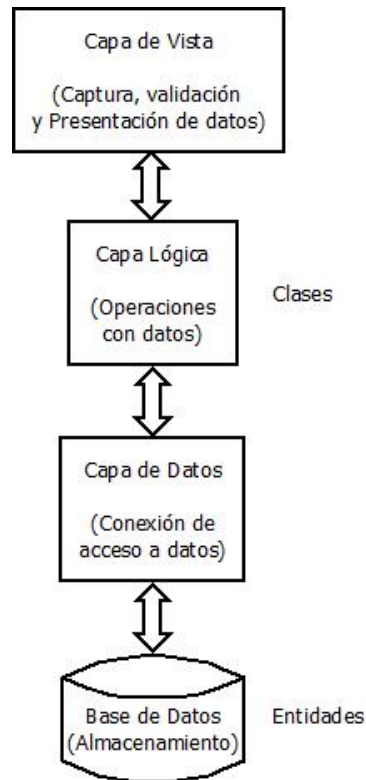 Capa de Vista
(Captura, validación
y Presentación de datos)
Capa Lógica
(Operaciones
con datos)
Clases
Capa de Datos
(Conexión de
acceso a datos)
Base de Datos
(Almacenamiento)
Entidades